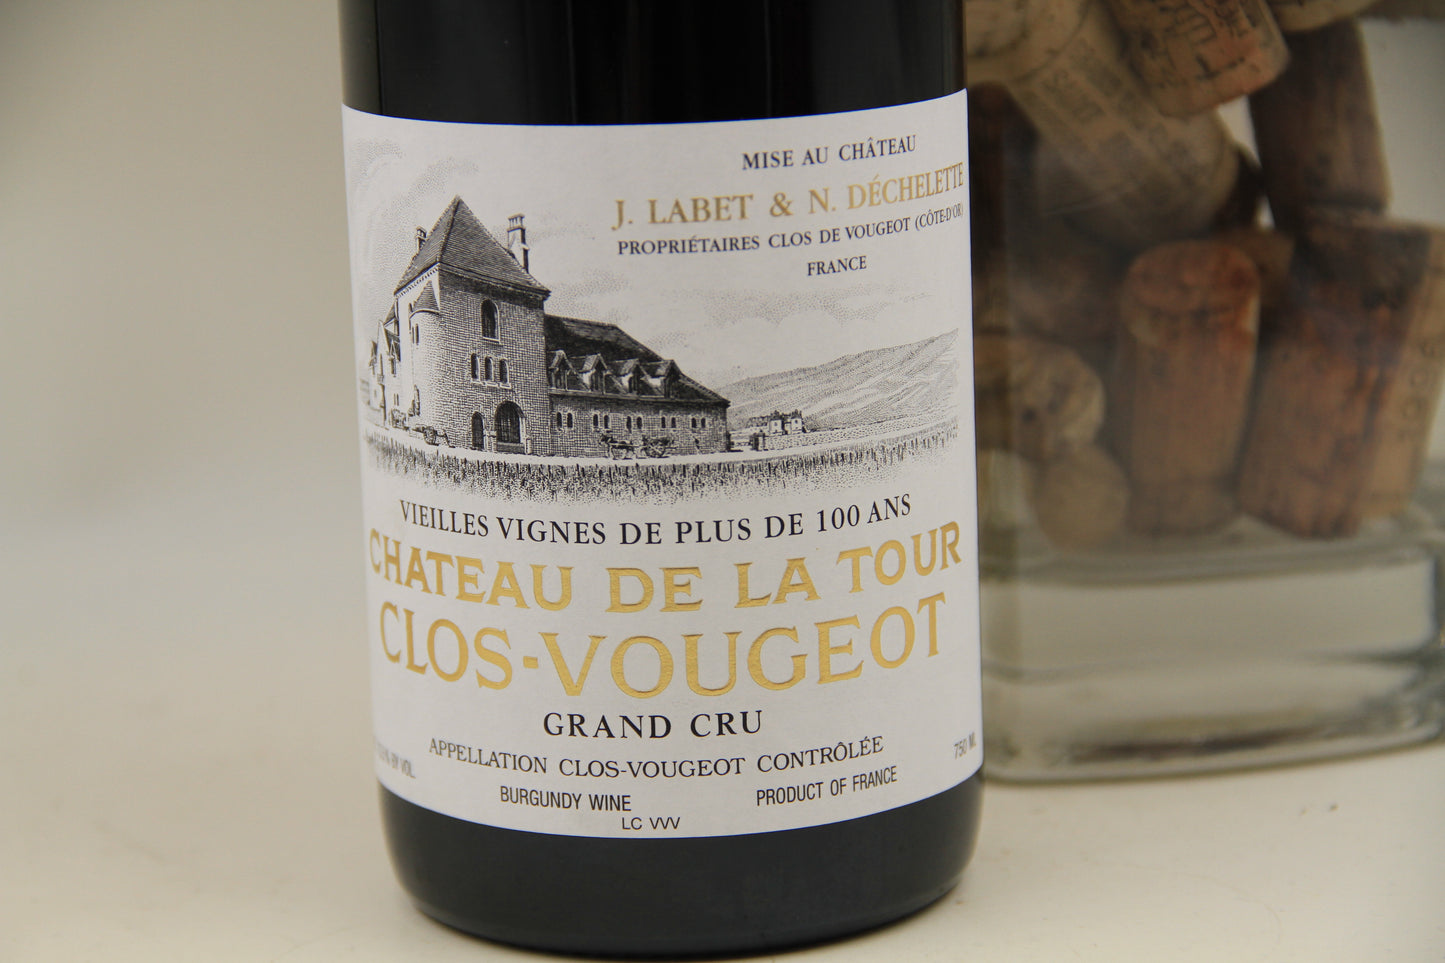 MISE AU CHÂTEAU
J. LABET & N. DÉCHELETTE
PROPRIÉTAIRES CLOS DE VOUGEOT (CÔTE-D'OR)
FRANCE
VIEILLES VIGNES DE PLUS DE 100 ANS
CHATEAU DE LA TOUR
CLOS-VOUGEOT
GRAND CRU
APPELLATION CLOS-VOUGEOT CONTRÔLÉE
% BY VOL.
750 ML
BURGUNDY WINE
PRODUCT OF FRANCE
LC VVV